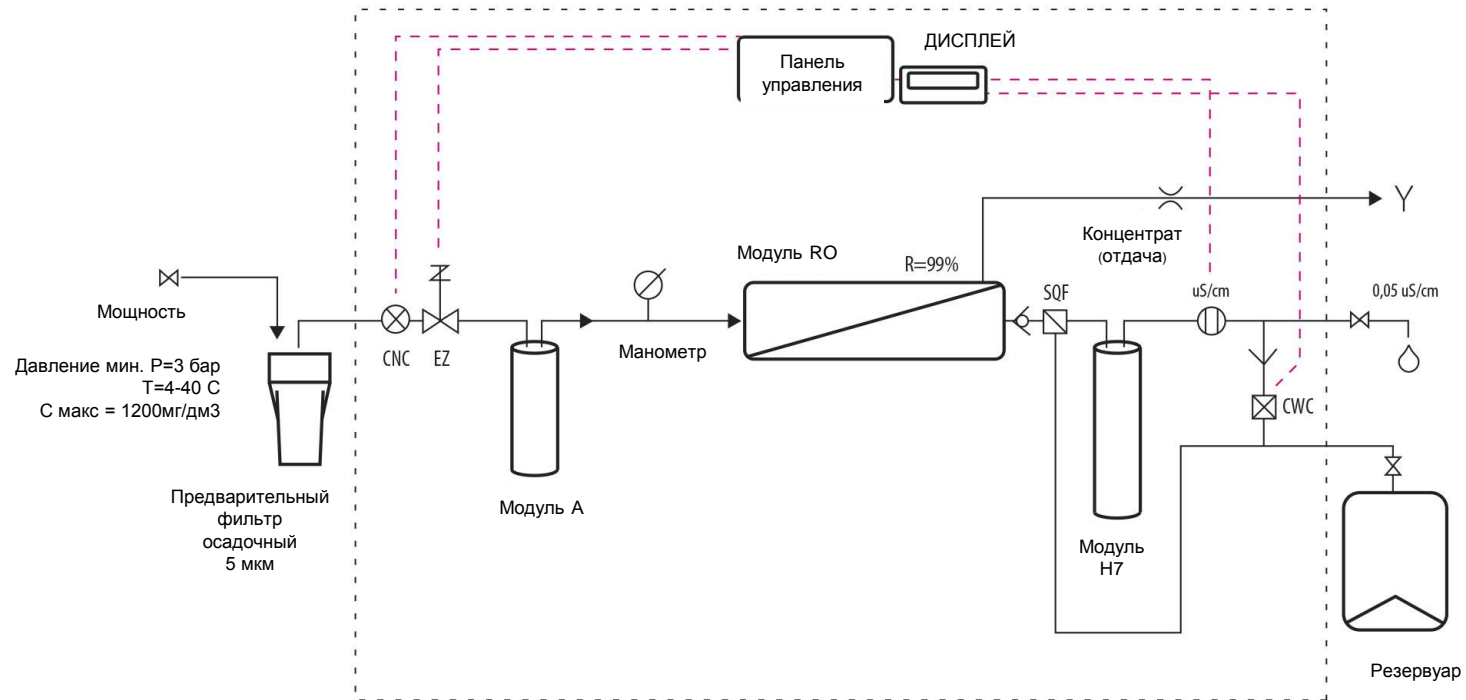 ДИСПЛЕЙ
Панель
управления
Модуль RO
R=99%
Концентрат
(отдача)
Мощность
CNC
EZ
Манометр
SQF
uS/cm
0,05 uS/cm
Давление мин. P=3 бар
T=4-40 C
С макс = 1200мг/дм3
CWC
Предварительный
фильтр
осадочный
5 мкм
Модуль А
Модуль
H7
Резервуар